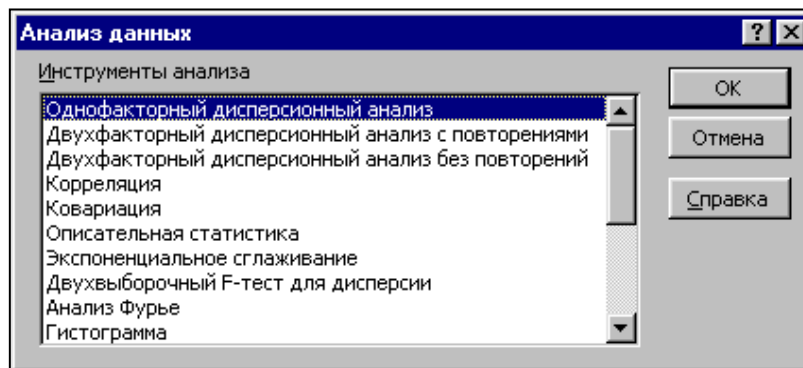 Анализ данных
Инструменты анализа
Однофакторный дисперсионный анализ
Двухфакторный дисперсионный анализ с повторениями
Двухфакторный дисперсионный анализ без повторений
Корреляция
Ковариация
Описательная статистика
Экспоненциальное сглаживание
Двухвыборочный F-тест для дисперсии
Анализ Фурье
Гистограмма
OK
Отмена
Справка